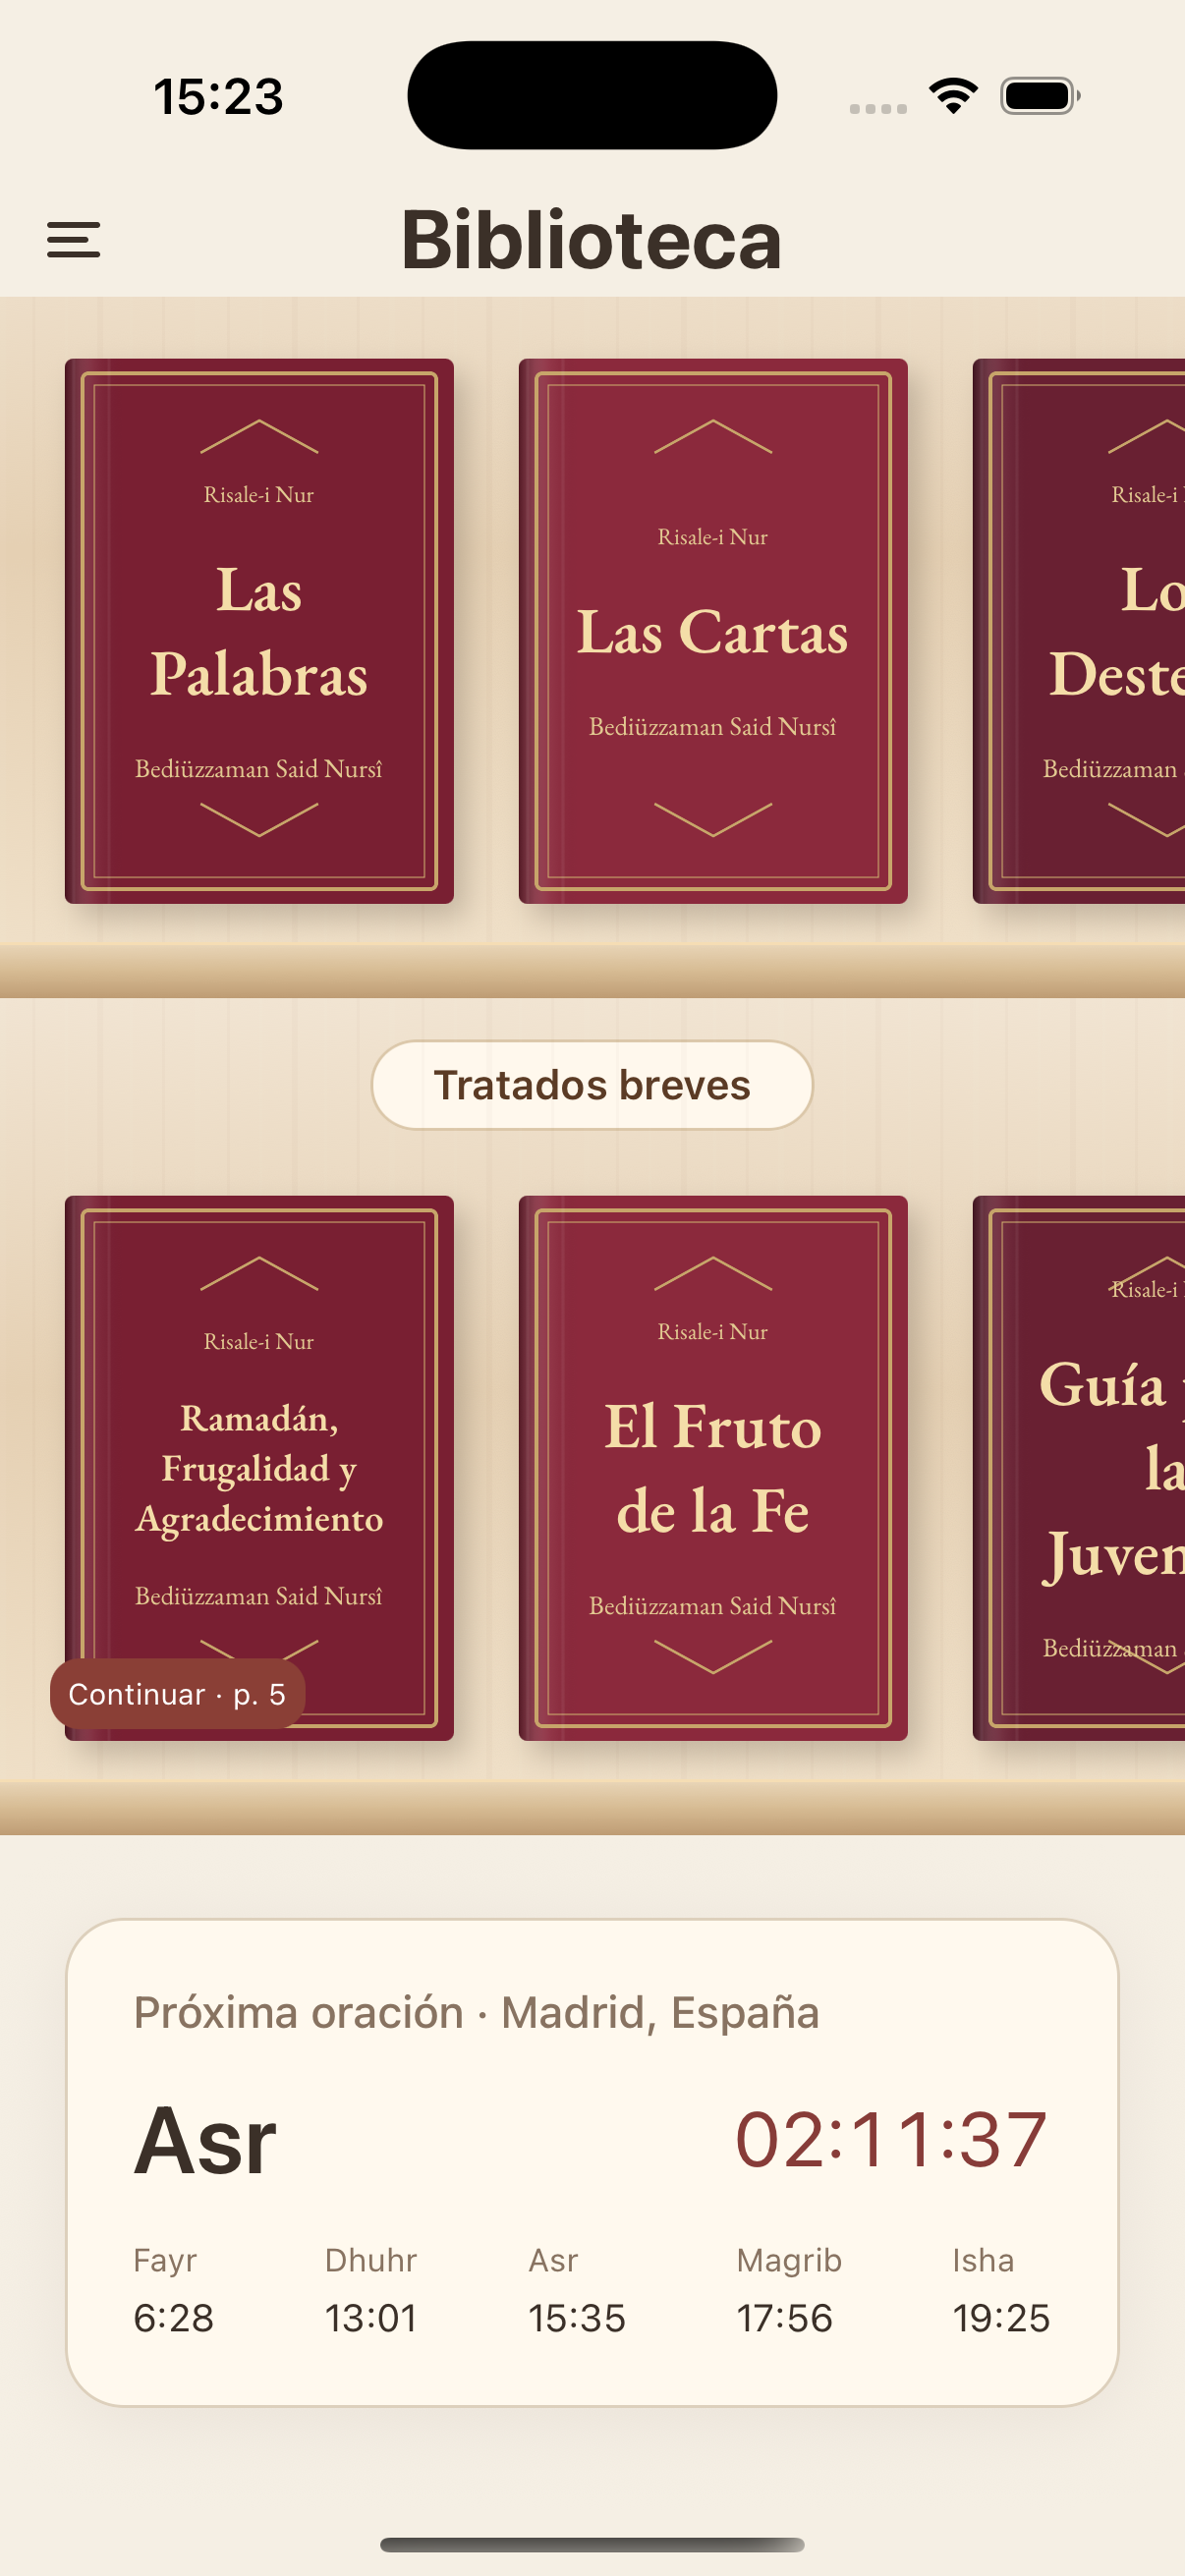 15:23
Biblioteca
Risale-i Nur
Las
Palabras
Bediüzzaman Said Nursî
Risale-i Nur
Las Cartas
Bediüzzaman Said Nursî
Risale-i
Lo
Deste
Bediüzzaman
Tratados breves
Risale-i Nur
Ramadán,
Frugalidad y
Agradecimiento
Bediüzzaman Said Nursî
Continuar · p. 5
Risale-i Nur
El Fruto
de la Fe
Bediüzzaman Said Nursî
Risale-i
Guía
la
Juven
Bediüzzaman
Próxima oración · Madrid, España
Asr 02:11:37
Fayr Dhuhr Asr Magrib Isha
6:28 13:01 15:35 17:56 19:25